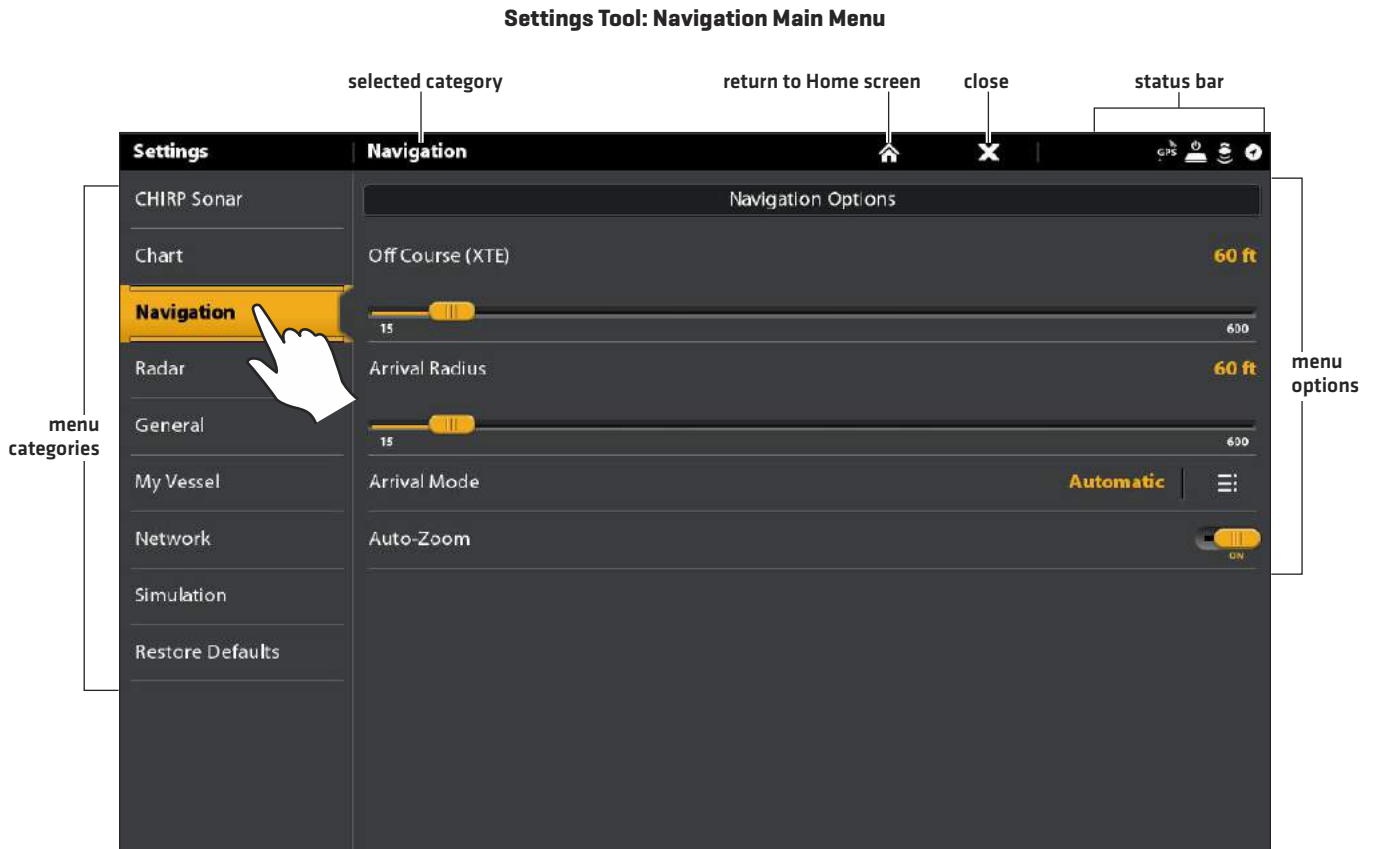 Settings Tool: Navigation Main Menu
selected category
return to Home screen
close
status bar
Settings
Navigation
GPS
CHIRP Sonar
Chart
Navigation
Radar
General
My Vessel
Network
Simulation
Restore Defaults
menu
categories
Navigation Options
Off Course (XTE) 60 ft
15 600
Arrival Radius 60 ft
15 600
Arrival Mode Automatic
Auto-Zoom
ON
menu
options